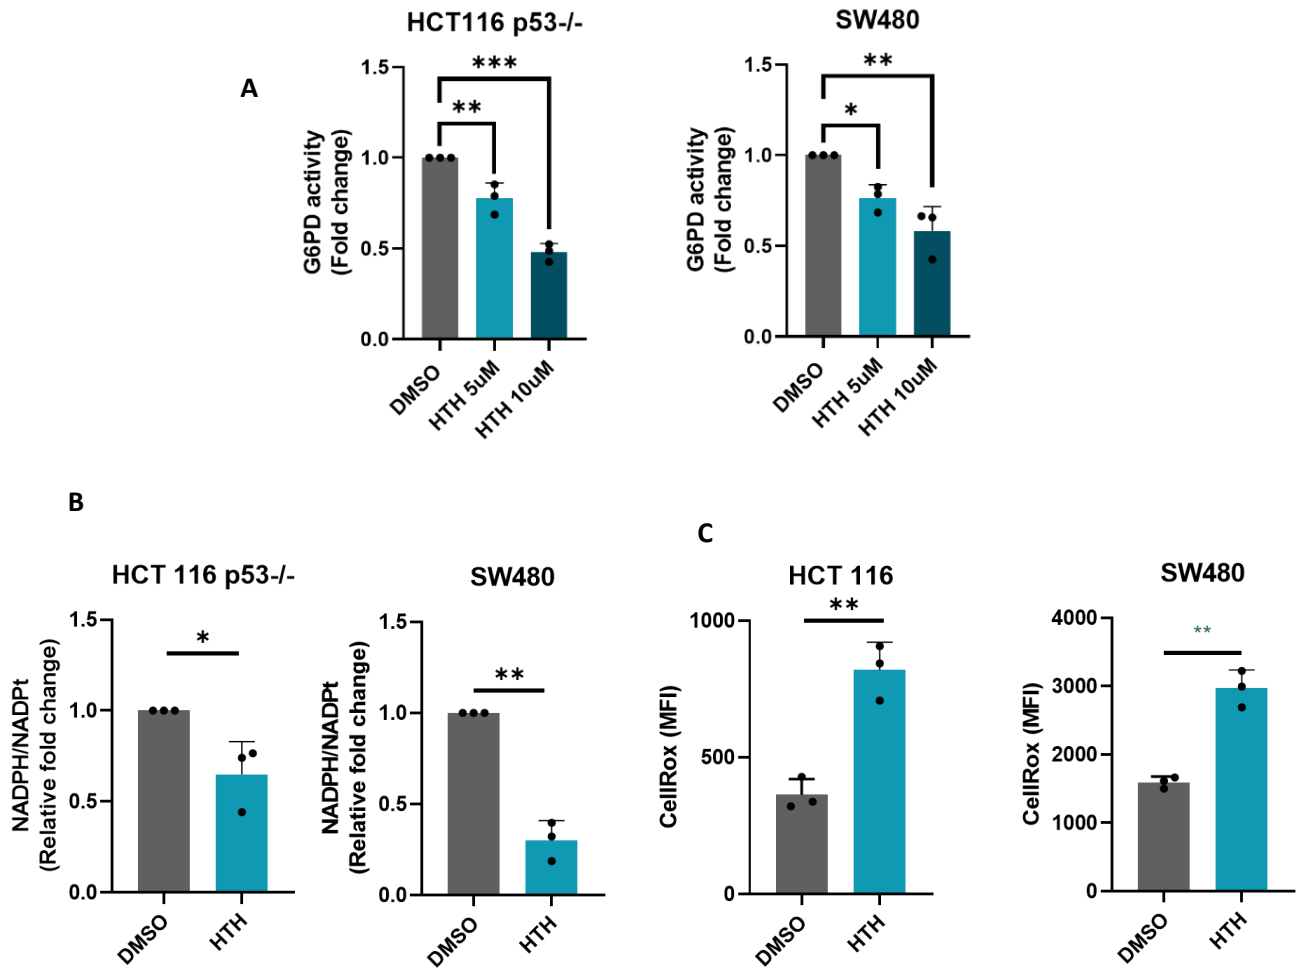 A
HCT116 p53-/-
G6PD activity
(Fold change)
1.5
1.0
0.5
0.0
***
**
DMSO
HTH 5uM
HTH 10uM
SW480
G6PD activity
(Fold change)
1.5
1.0
0.5
0.0
**
*
DMSO
HTH 5uM
HTH 10uM
B
HCT 116 p53-/-
NADPH/NADPt
(Relative fold change)
1.5
1.0
0.5
0.0
*
DMSO
HTH
SW480
NADPH/NADPt
(Relative fold change)
1.5
1.0
0.5
0.0
**
DMSO
HTH
C
HCT 116
CellRox (MFI)
1000
500
0
**
DMSO
HTH
SW480
CellRox (MFI)
4000
3000
2000
1000
0
**
DMSO
HTH